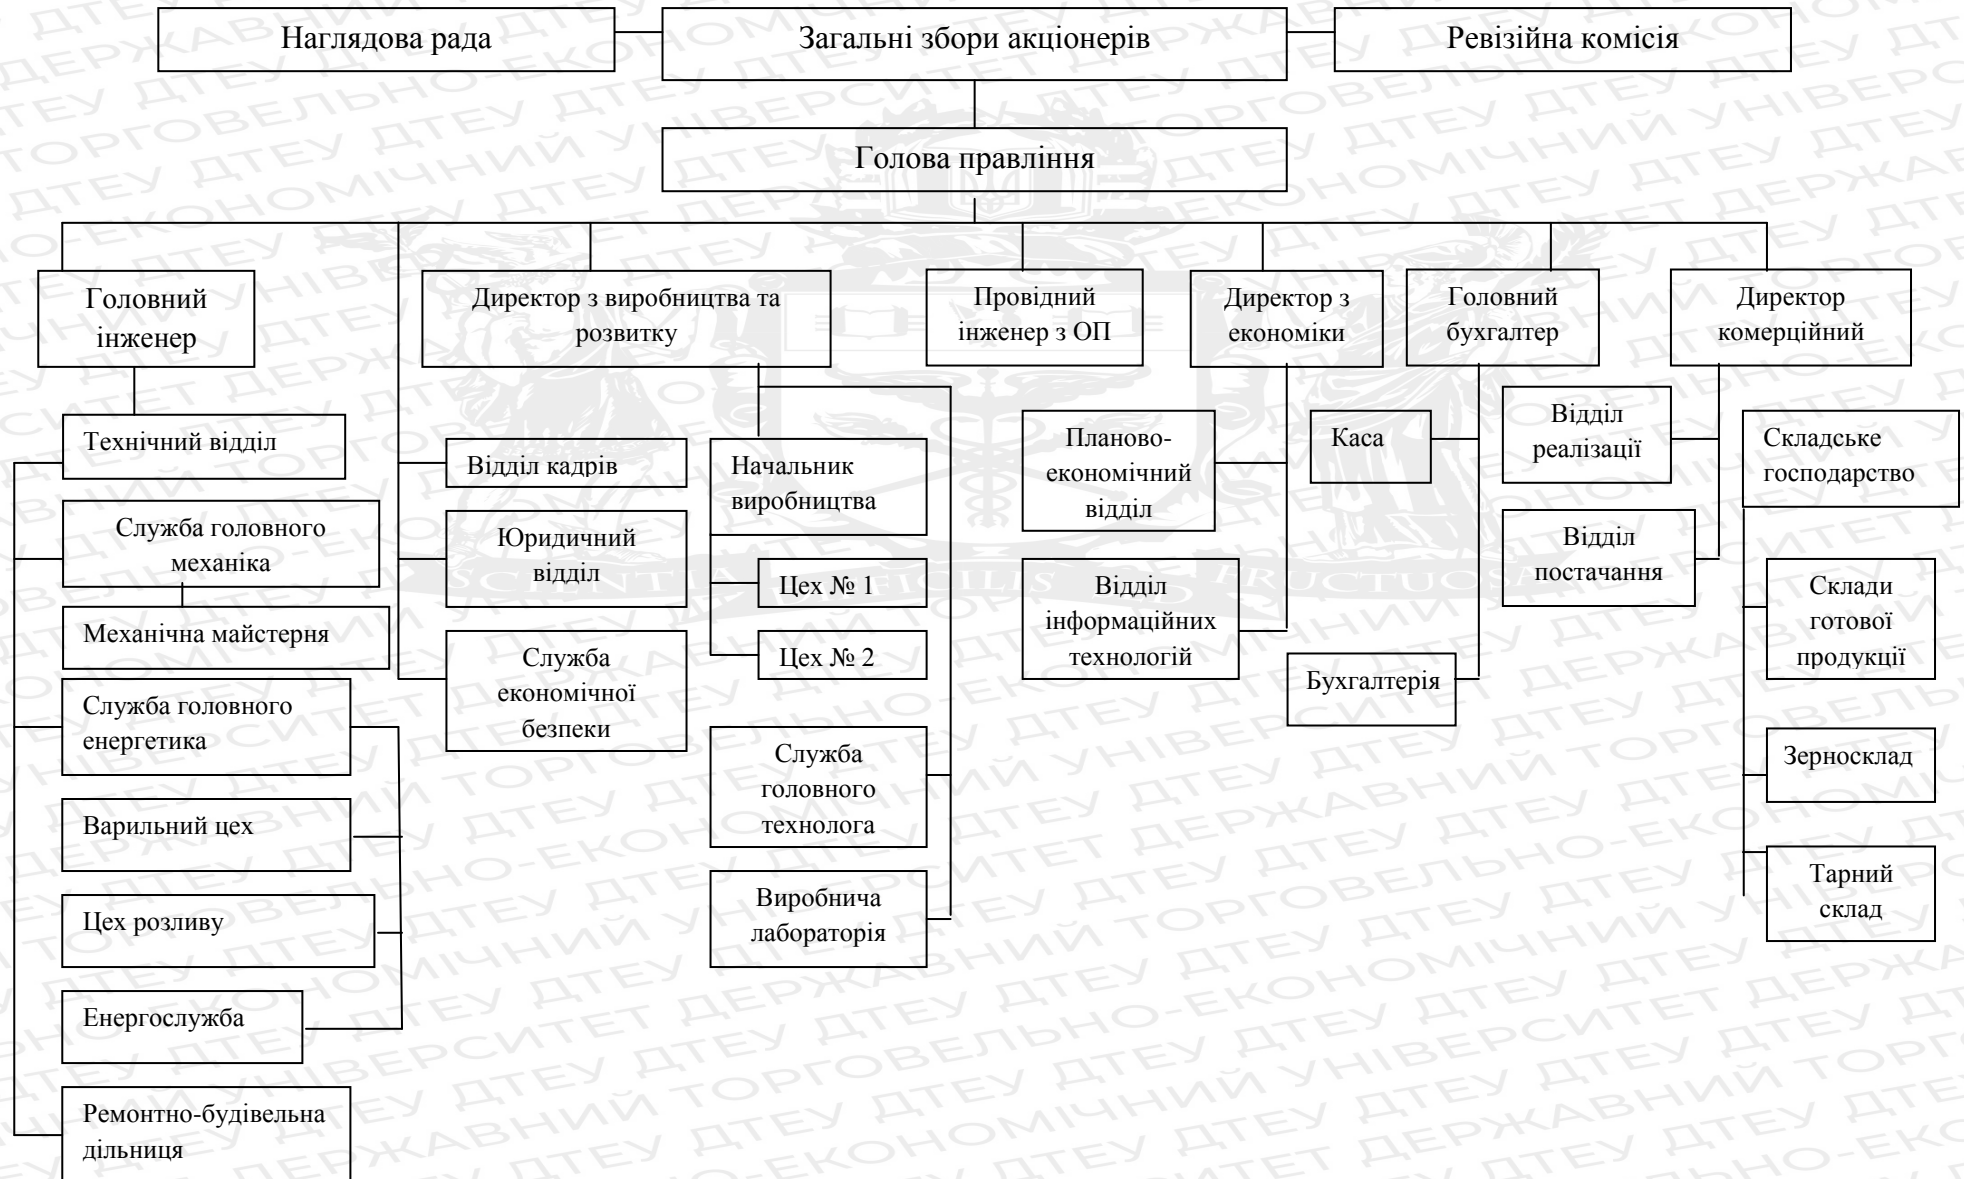 Наглядова рада
Загальні збори акціонерів
Ревізійна комісія
Голова правління
Головний
інженер
Директор з виробництва та
розвитку
Провідний
інженер з ОП
Директор з
економіки
Головний
бухгалтер
Директор
комерційний
Технічний відділ
Служба головного
механіка
Механічна майстерня
Служба головного
енергетика
Варильний цех
Цех розливу
Енергослужба
Ремонтно-будівельна
дільниця
Відділ кадрів
Юридичний
відділ
Служба
економічної
безпеки
Начальник
виробництва
Цех № 1
Цех № 2
Служба
головного
технолога
Виробнича
лабораторія
Планово-
економічний
відділ
Відділ
інформаційних
технологій
Каса
Бухгалтерія
Відділ
реалізації
Відділ
постачання
Складське
господарство
Склади
готової
продукції
Зерносклад
Тарний
склад